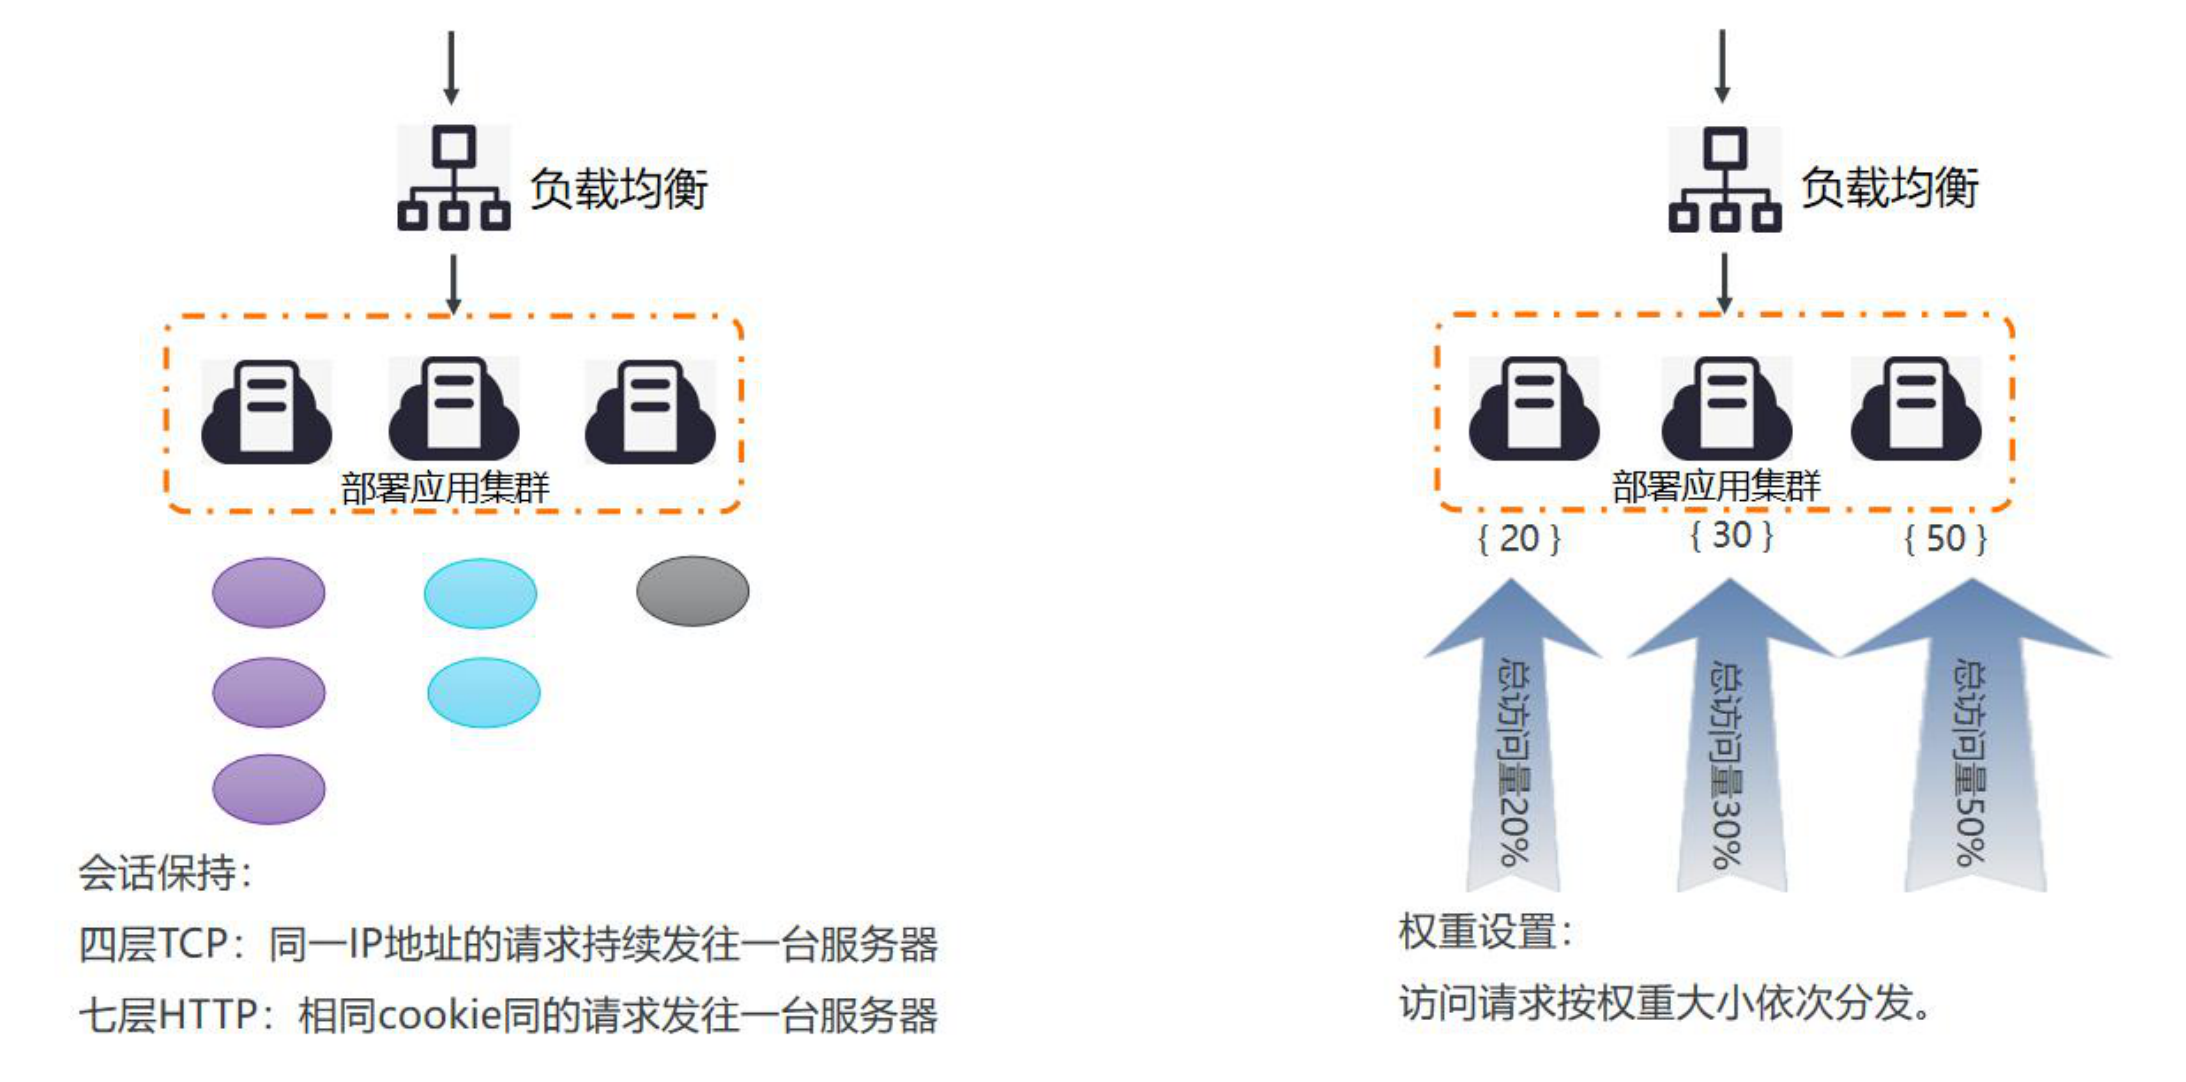 负载均衡
部署应用集群
会话保持：
四层TCP：同一IP地址的请求持续发往一台服务器
七层HTTP：相同cookie同的请求发往一台服务器
负载均衡
部署应用集群
{ 20 }
{ 30 }
{ 50 }
总访问量20%
总访问量30%
总访问量50%
权重设置：
访问请求按权重大小依次分发。